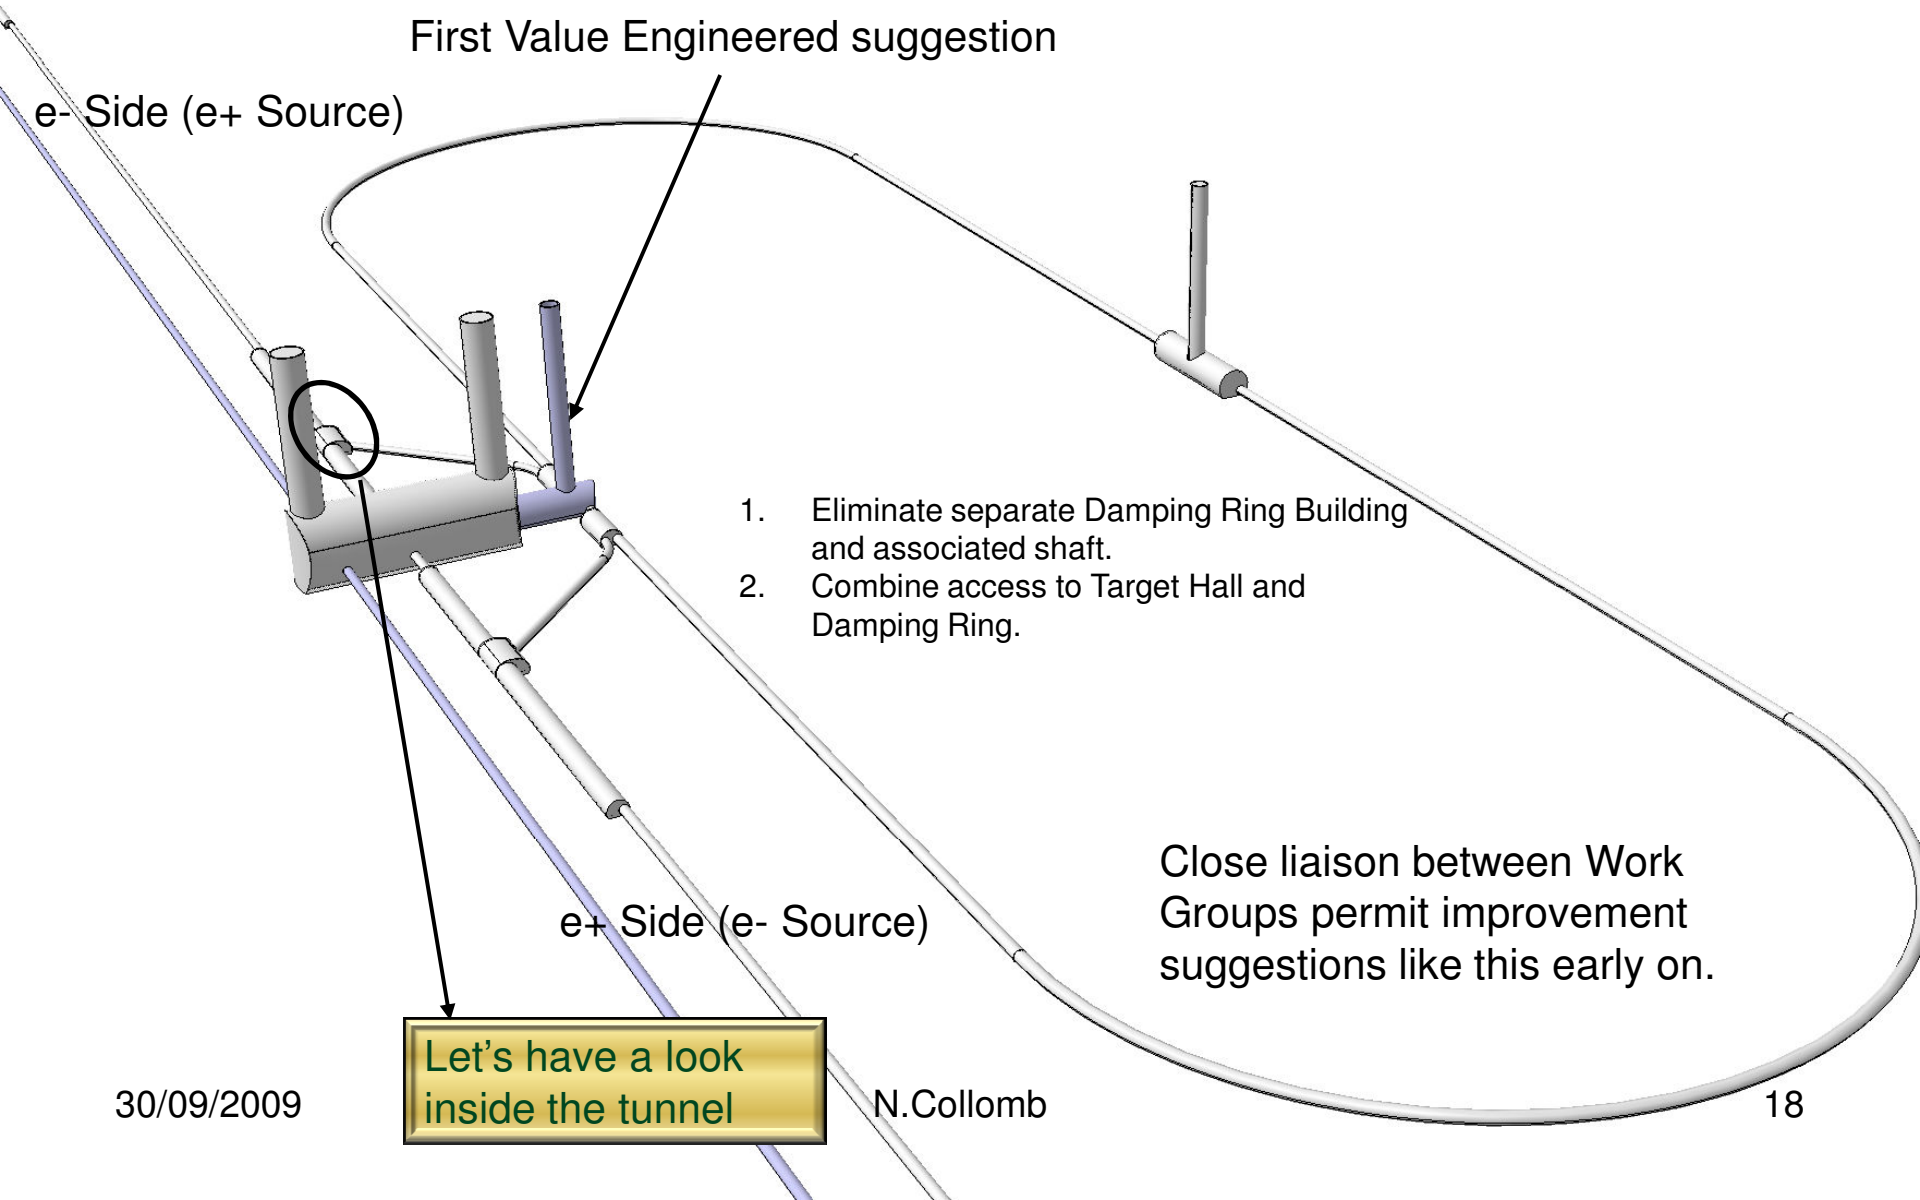 First Value Engineered suggestion
e- Side (e+ Source)
1. Eliminate separate Damping Ring Building
and associated shaft.
2. Combine access to Target Hall and
Damping Ring.
Close liaison between Work
Groups permit improvement
suggestions like this early on.
e+ Side (e- Source)
Let’s have a look
inside the tunnel
30/09/2009
N.Collomb
18